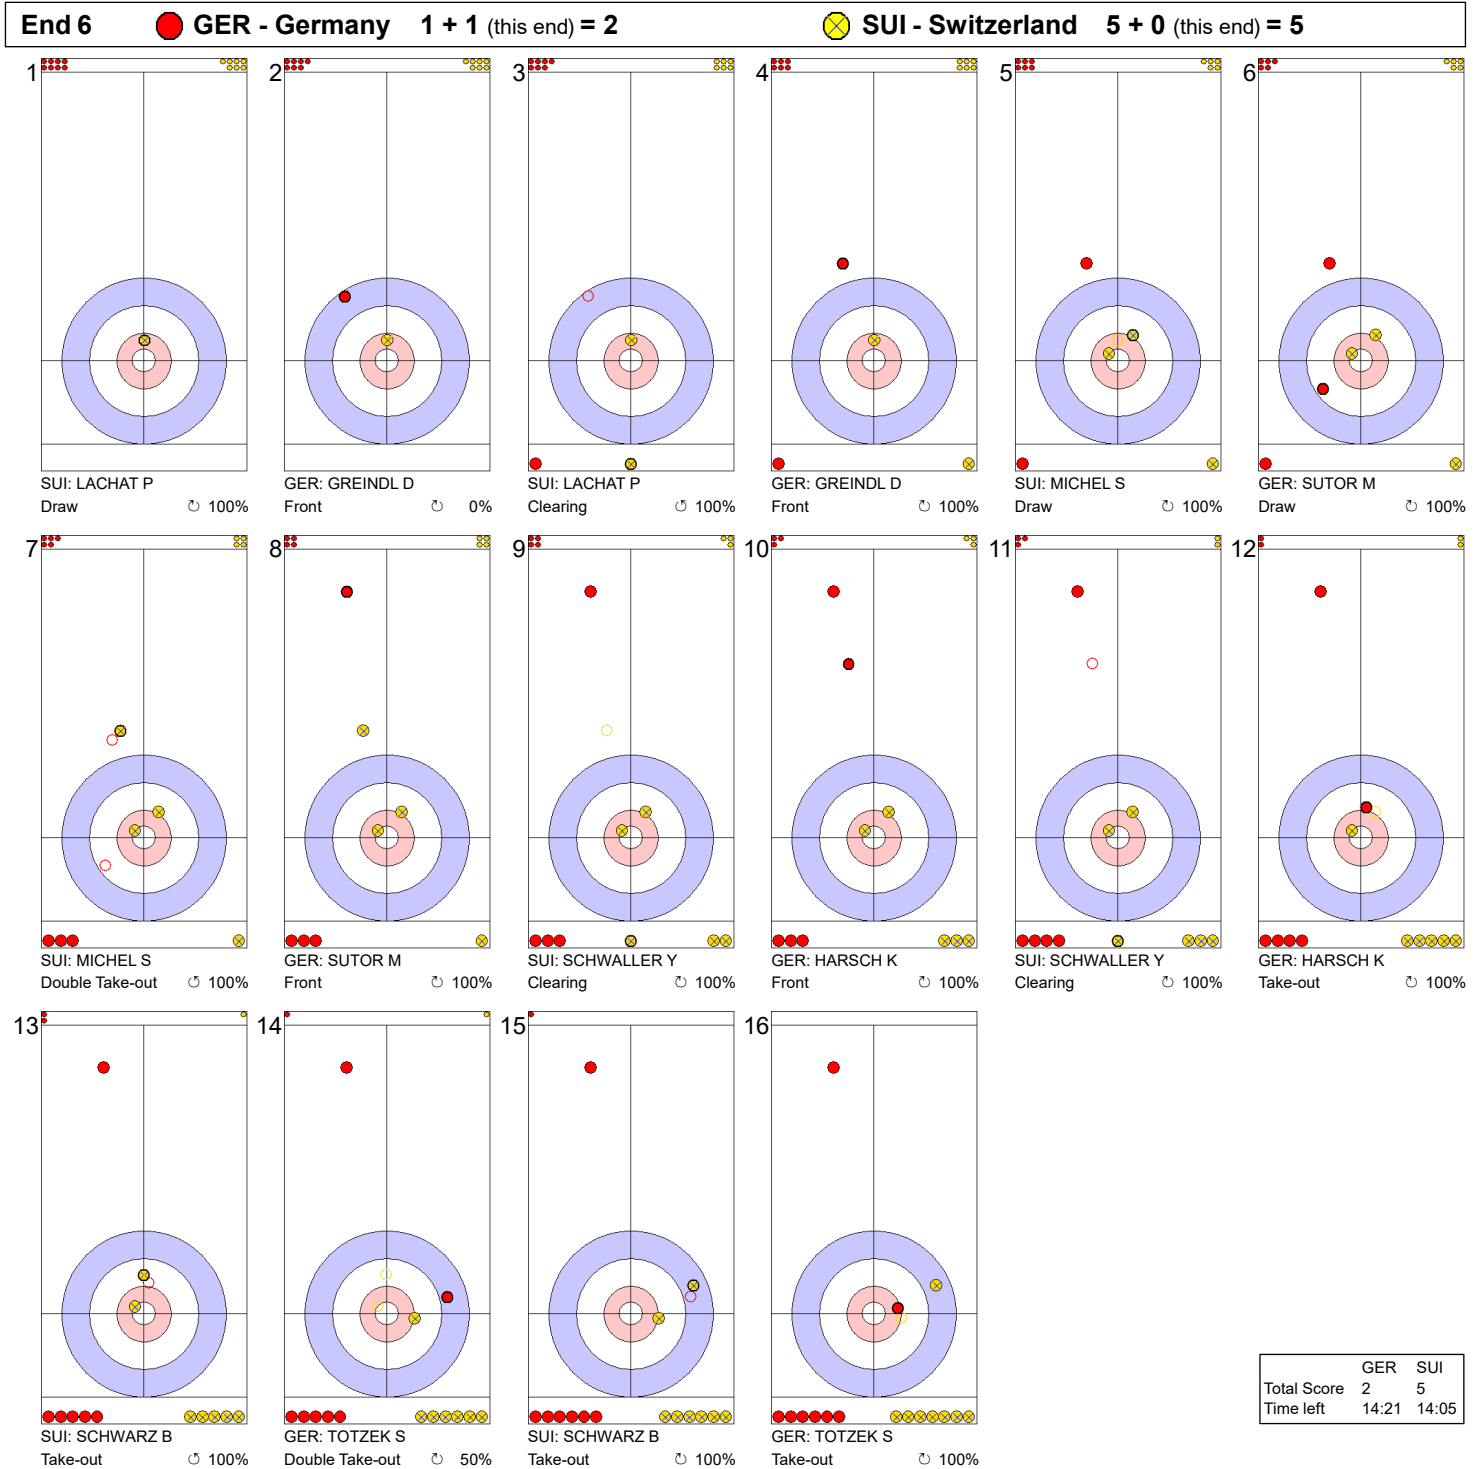 End 6 GER - Germany 1 + 1 (this end) = 2 SUI - Switzerland 5 + 0 (this end) = 5
1
SUI: LACHAT P
Draw ↻ 100%
2
GER: GREINDL D
Front ↻ 0%
3
SUI: LACHAT P
Clearing ↻ 100%
4
GER: GREINDL D
Front ↻ 100%
5
SUI: MICHEL S
Draw ↻ 100%
6
GER: SUTOR M
Draw ↻ 100%
7
SUI: MICHEL S
Double Take-out ↻ 100%
8
GER: SUTOR M
Front ↻ 100%
9
SUI: SCHWALLER Y
Clearing ↻ 100%
10
GER: HARSCH K
Front ↻ 100%
11
SUI: SCHWALLER Y
Clearing ↻ 100%
12
GER: HARSCH K
Take-out ↻ 100%
13
SUI: SCHWARZ B
Take-out ↻ 100%
14
GER: TOTZEK S
Double Take-out ↻ 50%
15
SUI: SCHWARZ B
Take-out ↻ 100%
16
GER: TOTZEK S
Take-out ↻ 100%
GER SUI
Total Score 2 5
Time left 14:21 14:05